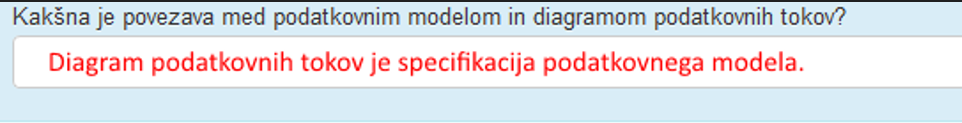 Kakšna je povezava med podatkovnim modelom in diagramom podatkovnih tokov?
Diagram podatkovnih tokov je specifikacija podatkovnega modela.